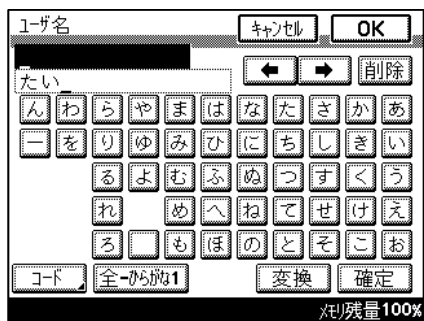 ユーザ名 キャンセル OK
たい_ ← → 削除
ん わ ら や ま は な た さ か あ
ー を り ゆ み ひ に ち し き い
る よ む ふ ぬ つ す く う
れ め へ ね て せ け え
ろ も ほ の と そ こ お
コード 全-ひらがな1 変換 確定
メモリ残量100%